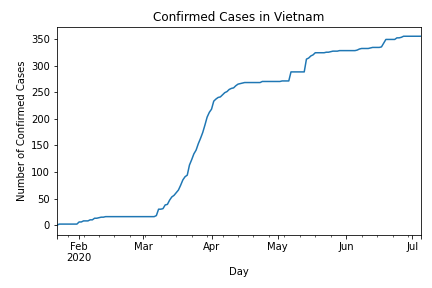 Confirmed Cases in Vietnam
Number of Confirmed Cases
350
300
250
200
150
100
50
0
Feb
2020
Mar
Apr
May
Jun
Jul
Day